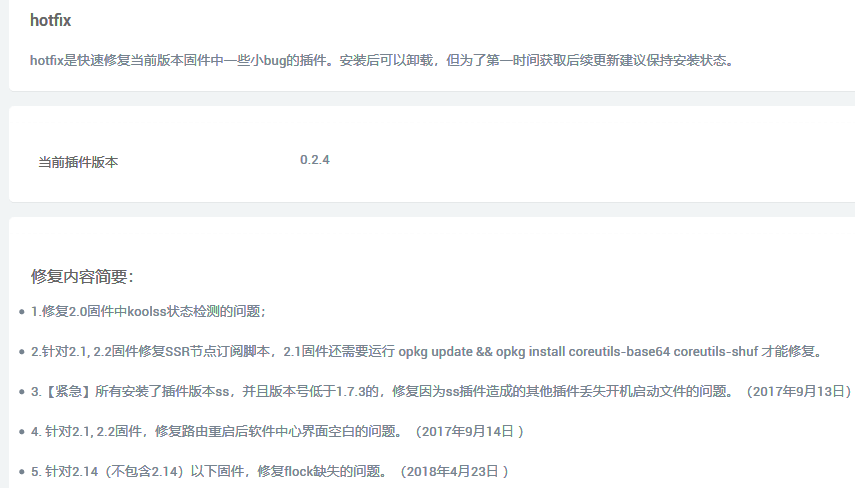 hotfix
hotfix是快速修复当前版本固件中一些小bug的插件。安装后可以卸载，但为了第一时间获取后续更新建议保持安装状态。
当前插件版本 0.2.4
修复内容简要：
1.修复2.0固件中koolss状态检测的问题；
2.针对2.1, 2.2固件修复SSR节点订阅脚本，2.1固件还需要运行 opkg update && opkg install coreutils-base64 coreutils-shuf 才能修复。
3.【紧急】所有安装了插件版本ss，并且版本号低于1.7.3的，修复因为ss插件造成的其他插件丢失开机启动文件的问题。（2017年9月13日）
4. 针对2.1, 2.2固件，修复路由重启后软件中心界面空白的问题。（2017年9月14日 ）
5. 针对2.14（不包含2.14）以下固件，修复flock缺失的问题。（2018年4月23日 ）